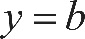 y = b